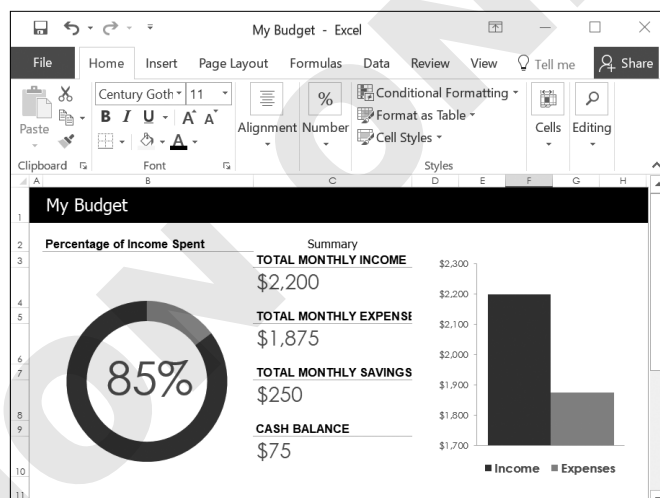 My Budget - Excel
File Home Insert Page Layout Formulas Data Review View Tell me Share
Century Goth 11
% Conditional Formatting
Format as Table
Cell Styles
B I U A A
A
Paste Alignment Number Cells Editing
Clipboard Font Styles
A B C D E F G H
1 My Budget
2 Percentage of Income Spent Summary
3 TOTAL MONTHLY INCOME
$2,200
4
5 TOTAL MONTHLY EXPENSE
$1,875
6
7 TOTAL MONTHLY SAVINGS
85%
$250
8
9 CASH BALANCE
$75
10
11
$2,300
$2,200
$2,100
$2,000
$1,900
$1,800
$1,700
Income Expenses